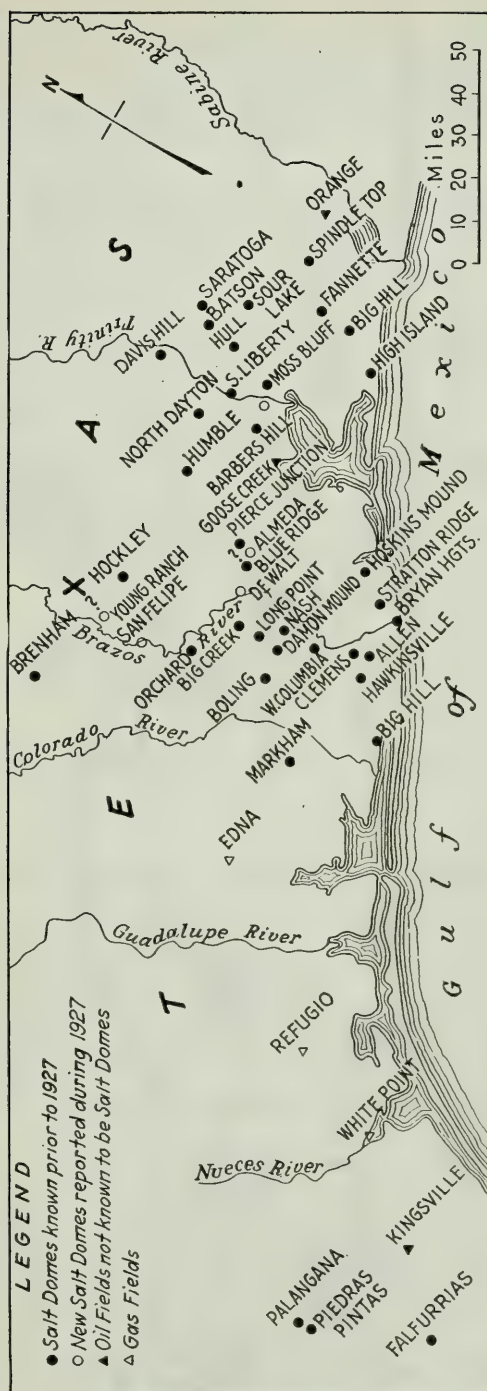 LEGEND
● Salt Domes known prior to 1927
○ New Salt Domes reported during 1927
▲ Oil Fields not known to be Salt Domes
△ Gas Fields
T E X A S
Gulf of Mexico
N
Miles
0 10 20 30 40 50
Sabine River
Trinity R.
Brazos River
Colorado River
Guadalupe River
Nueces River
BRENHAM
HOCKLEY
?
YOUNG RANCH
SAN FELIPE
ORCHARD
BIG CREEK
BOLING
MARKHAM
EDNA
REFUGIO
WHITE POINT
PALANGANA
PIEDRAS
PINTAS
KINGSVILLE
FALFURRIAS
DAVIS HILL
SARATOGA
BATSON
HULL
SOUR
LAKE
NORTH DAYTON
S. LIBERTY
MOSS BLUFF
HUMBLE
BARBERS HILL
GOOSE CREEK
PIERCE JUNCTION
?
ALMEDA
BLUE RIDGE
DE WALT
LONG POINT
NASH
DAMON MOUND
W. COLUMBIA
CLEMENS
HOSKINS MOUND
STRATTON RIDGE
BRYAN HGTS.
ALLEN
HAWKINSVILLE
BIG HILL
ORANGE
SPINDLE TOP
FANNETTE
BIG HILL
HIGH ISLAND